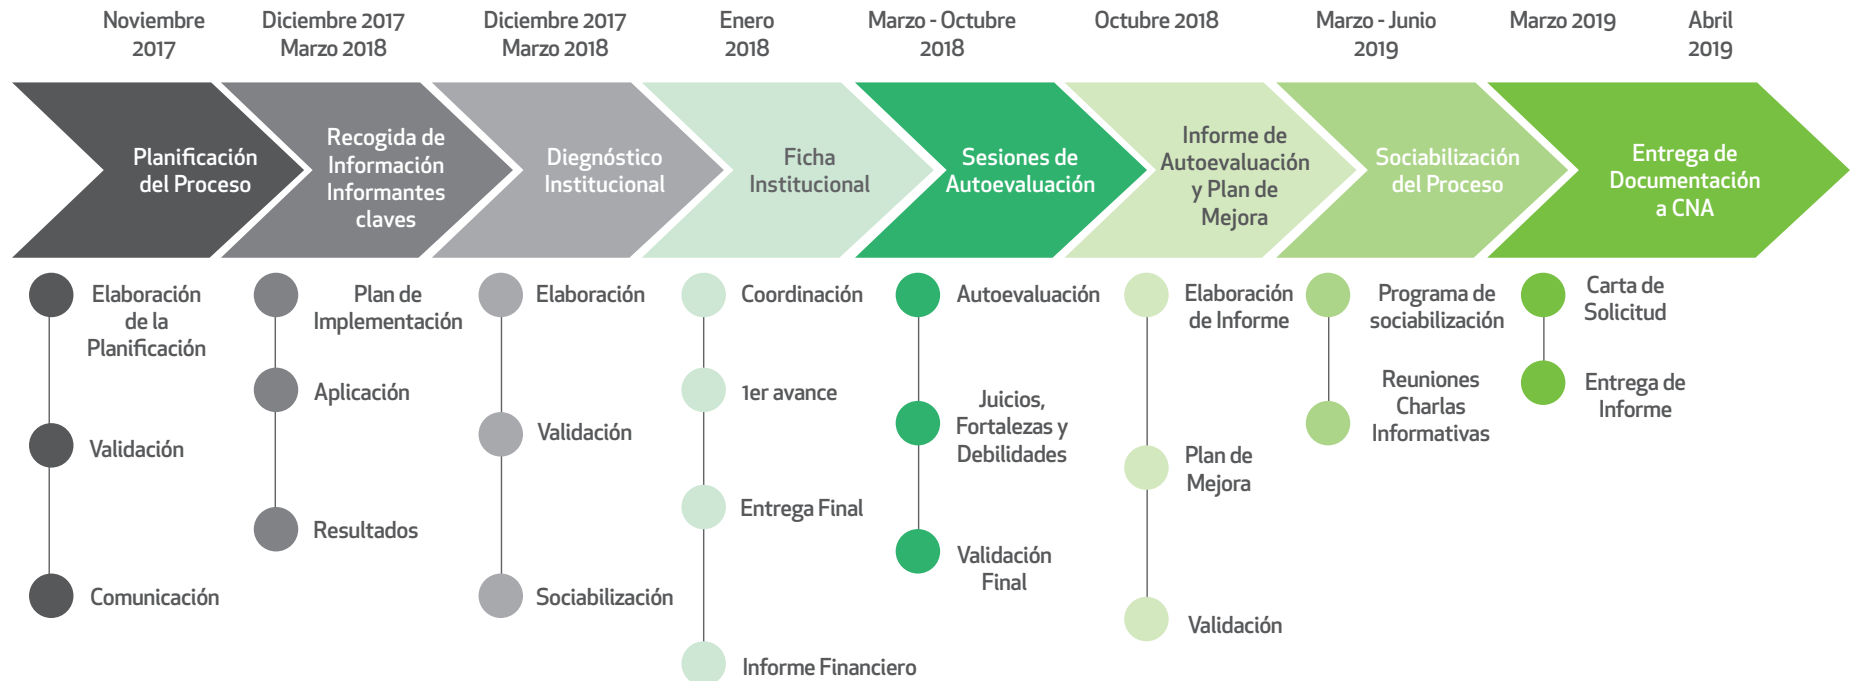 Noviembre
2017
Diciembre 2017
Marzo 2018
Diciembre 2017
Marzo 2018
Enero
2018
Marzo - Octubre
2018
Octubre 2018
Marzo - Junio
2019
Marzo 2019
Abril
2019
Planificación
del Proceso
Recogida de
Información
Informantes
claves
Diegnóstico
Institucional
Ficha
Institucional
Sesiones de
Autoevaluación
Informe de
Autoevaluación
y Plan de
Mejora
Sociabilización
del Proceso
Entrega de
Documentación
a CNA
Elaboración
de la
Planificación
Validación
Comunicación
Plan de
Implementación
Aplicación
Resultados
Elaboración
Validación
Sociabilización
Coordinación
1er avance
Entrega Final
Informe Financiero
Autoevaluación
Juicios,
Fortalezas y
Debilidades
Validación
Final
Elaboración
de Informe
Plan de
Mejora
Validación
Programa de
sociabilización
Reuniones
Charlas
Informativas
Carta de
Solicitud
Entrega de
Informe